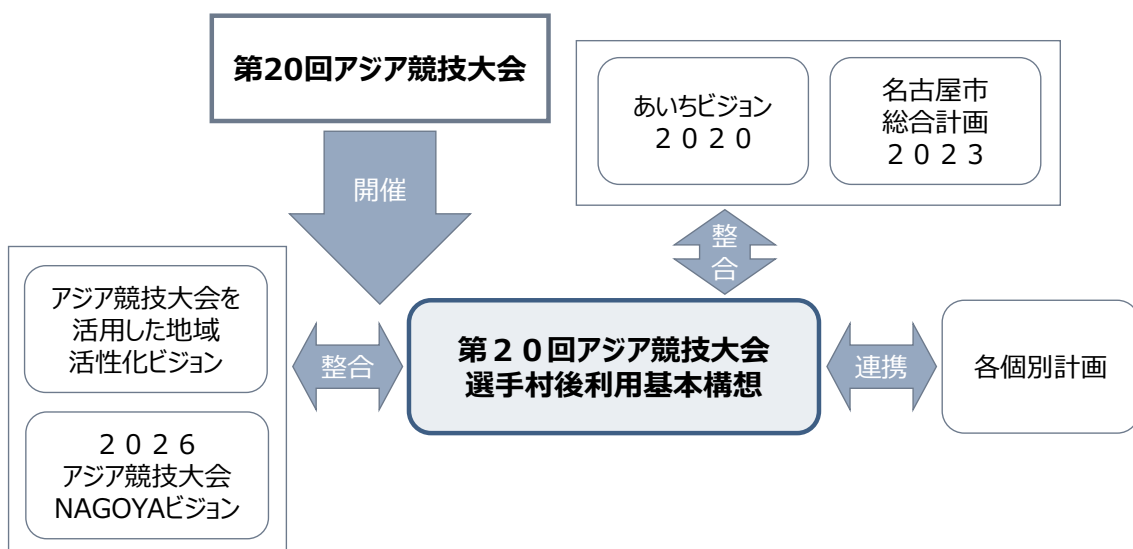 第20回アジア競技大会
あいちビジョン
２０２０
名古屋市
総合計画
２０２３
開催
整
合
アジア競技大会を
活用した地域
活性化ビジョン
整合
第２０回アジア競技大会
選手村後利用基本構想
連携
各個別計画
２０２６
アジア競技大会
NAGOYAビジョン